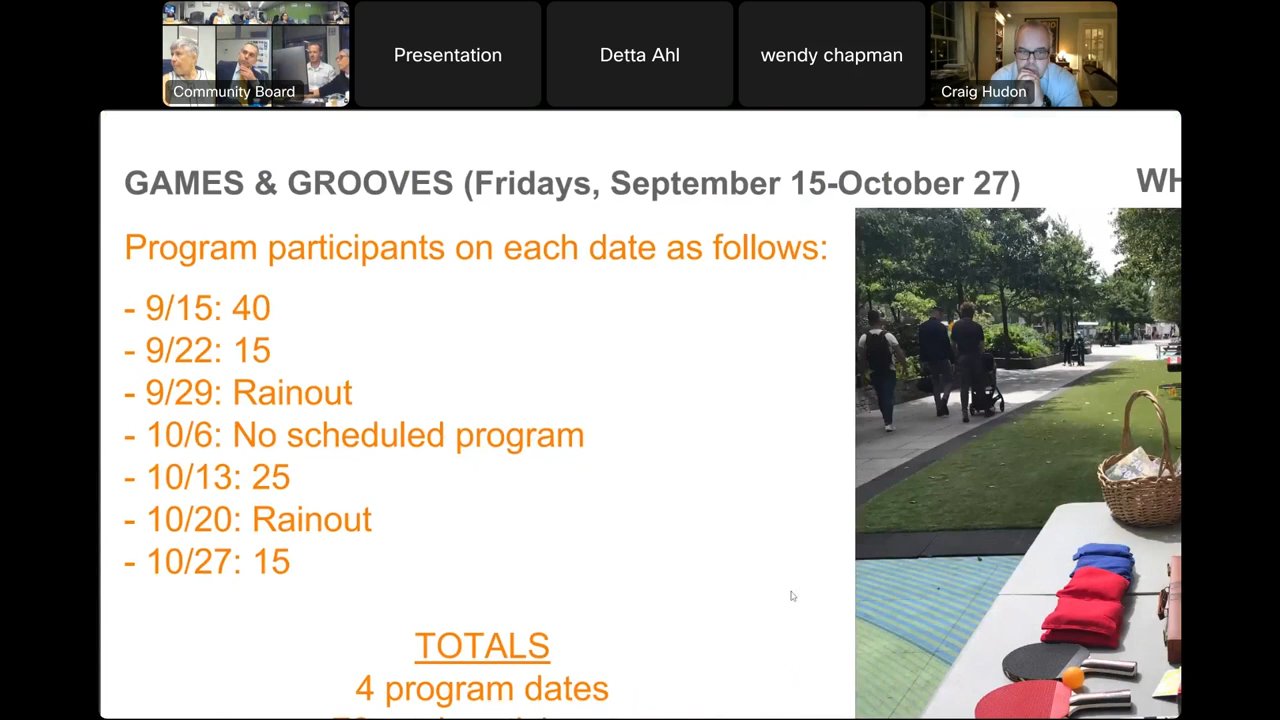 Community Board
Presentation
Detta Ahl
wendy chapman
Craig Hudon
GAMES & GROOVES (Fridays, September 15-October 27)
WH
Program participants on each date as follows:
- 9/15: 40
- 9/22: 15
- 9/29: Rainout
- 10/6: No scheduled program
- 10/13: 25
- 10/20: Rainout
- 10/27: 15
TOTALS
4 program dates